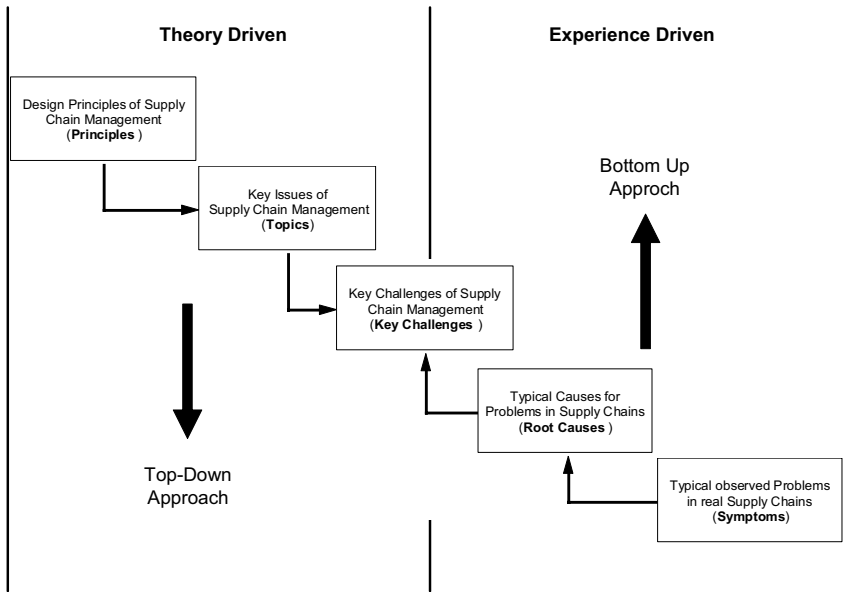 Theory Driven
Experience Driven
Design Principles of Supply
Chain Management
(Principles )
Bottom Up
Approch
Key Issues of
Supply Chain Management
(Topics)
Key Challenges of Supply
Chain Management
(Key Challenges )
Typical Causes for
Problems in Supply Chains
(Root Causes )
Top-Down
Approach
Typical observed Problems
in real Supply Chains
(Symptoms)